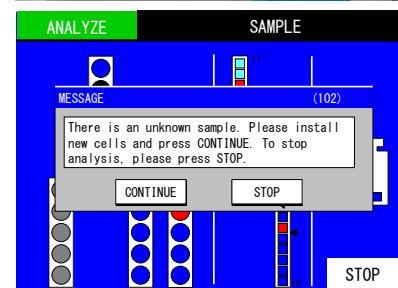 ANALYZE SAMPLE
MESSAGE (102)
There is an unknown sample. Please install
new cells and press CONTINUE. To stop
analysis, please press STOP.
CONTINUE STOP
STOP